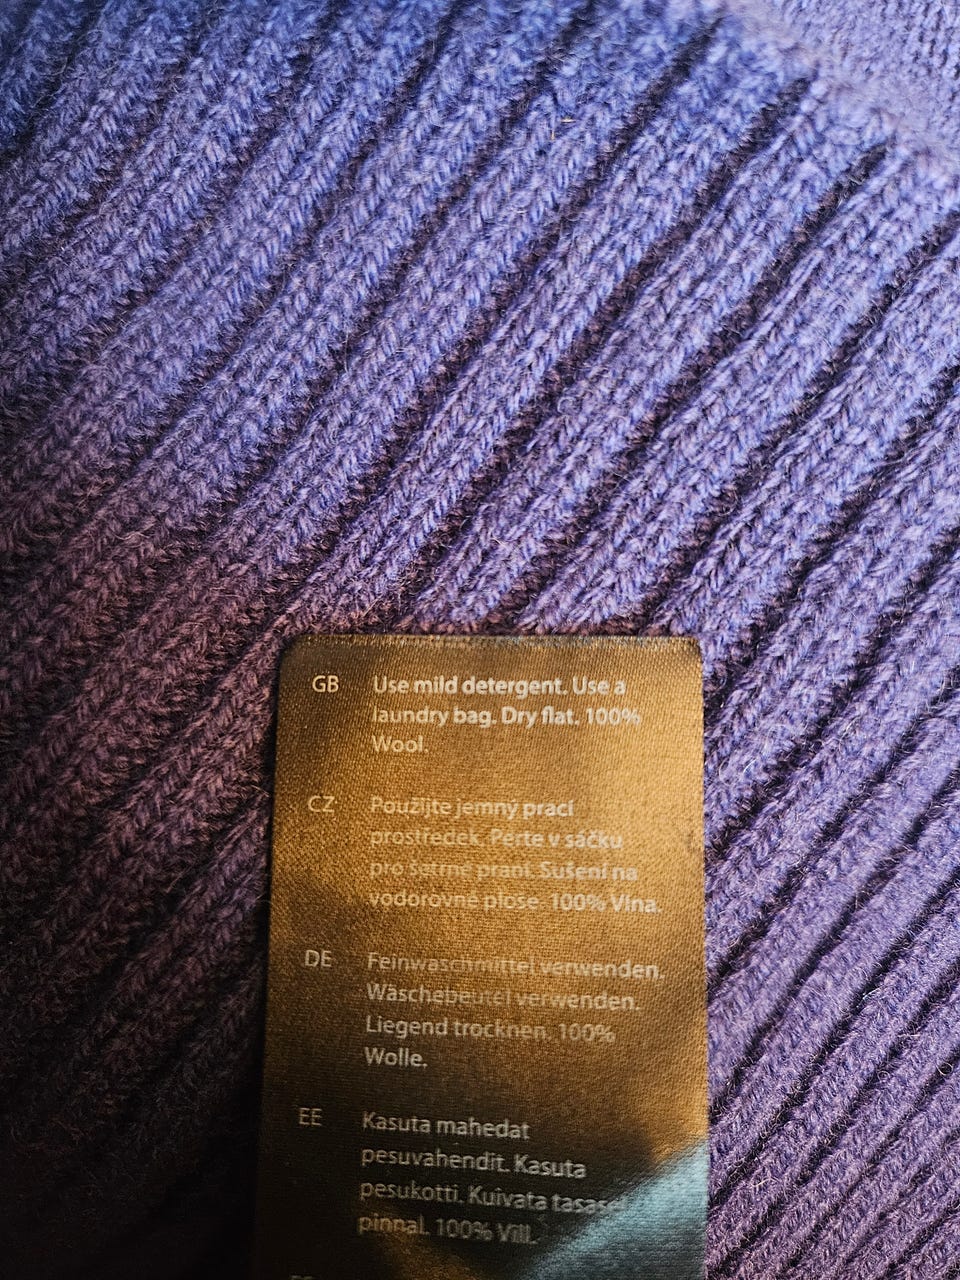 GB Use mild detergent. Use a
laundry bag. Dry flat. 100%
Wool.
CZ Použijte jemný prací
prostředek. Perte v sáčku
pro šetrné praní. Sušení na
vodorovné ploše. 100% Vlna.
DE Feinwaschmittel verwenden.
Wäschebeutel verwenden.
Liegend trocknen. 100%
Wolle.
EE Kasuta mahedat
pesuvahendit. Kasuta
pesukotti. Kuivata tasasel
pinnal. 100% Vill.